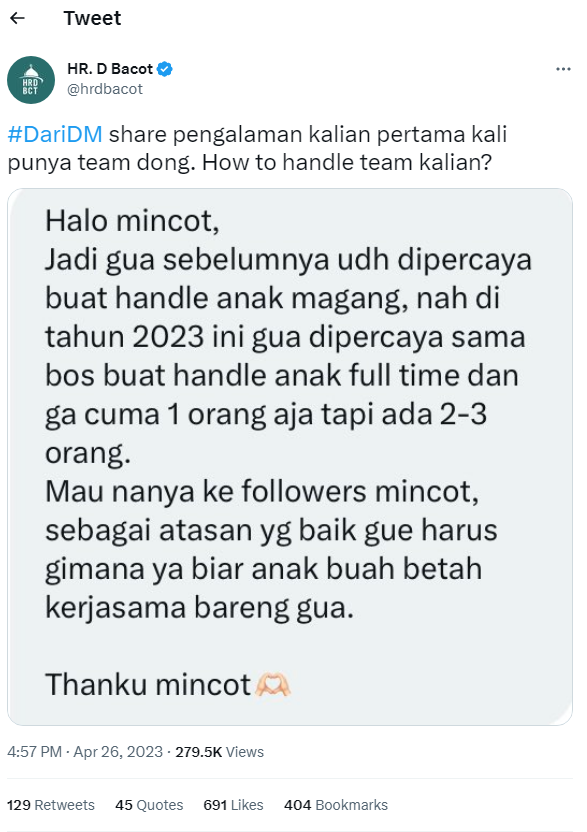 Tweet
HRD
BCT
HR. D Bacot
@hrdbacot
#DariDM share pengalaman kalian pertama kali
punya team dong. How to handle team kalian?
Halo mincot,
Jadi gua sebelumnya udh dipercaya
buat handle anak magang, nah di
tahun 2023 ini gua dipercaya sama
bos buat handle anak full time dan
ga cuma 1 orang aja tapi ada 2-3
orang.
Mau nanya ke followers mincot,
sebagai atasan yg baik gue harus
gimana ya biar anak buah betah
kerjasama bareng gua.
Thanku mincot🫶🏻
4:57 PM · Apr 26, 2023 · 279.5K Views
129 Retweets 45 Quotes 691 Likes 404 Bookmarks